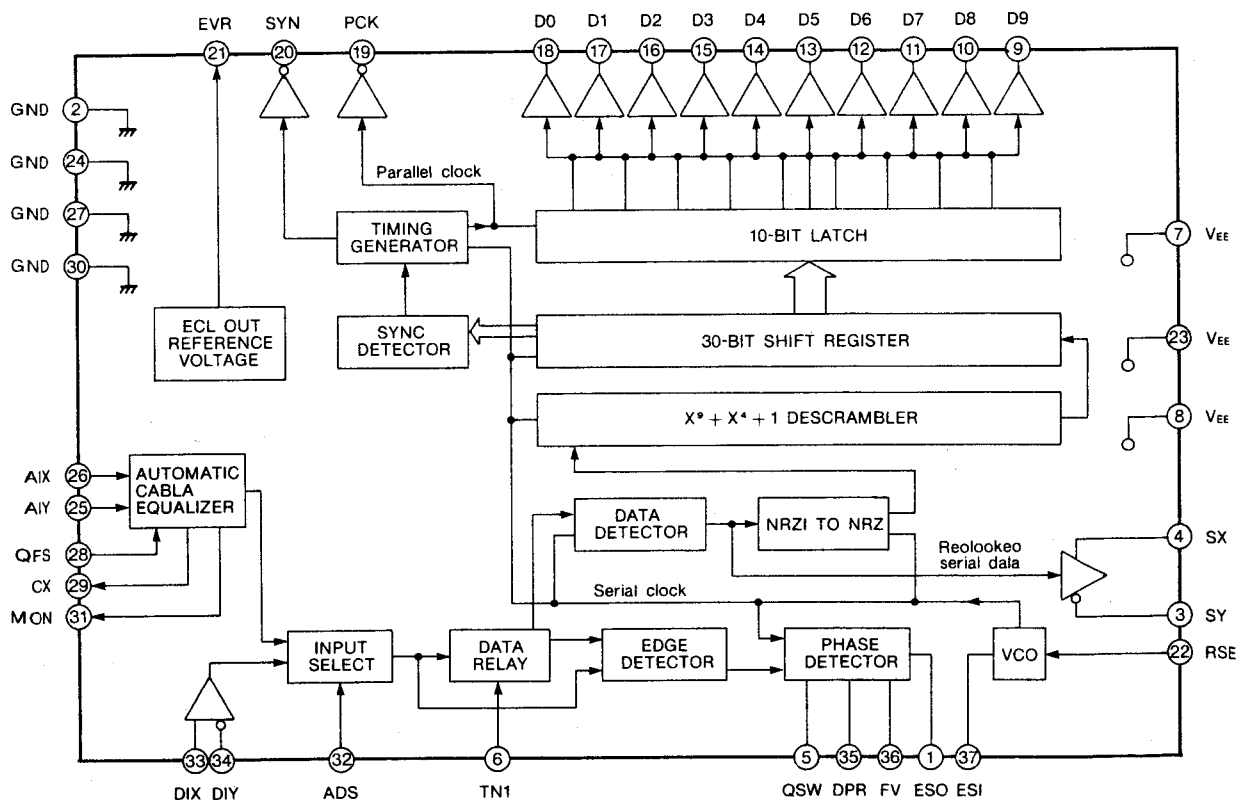 EVR SYN PCK D0 D1 D2 D3 D4 D5 D6 D7 D8 D9
21 20 19 18 17 16 15 14 13 12 11 10 9
GND 2
GND 24
GND 27
GND 30
Parallel clock
TIMING
GENERATOR
10-BIT LATCH
7 VEE
ECL OUT
REFERENCE
VOLTAGE
SYNC
DETECTOR
30-BIT SHIFT REGISTER
23 VEE
X⁹ + X⁴ + 1 DESCRAMBLER
8 VEE
AIX 26
AIY 25
QFS 28
CX 29
MON 31
AUTOMATIC
CABLA
EQUALIZER
DATA
DETECTOR
NRZI TO NRZ
Reolookeo
serial data
4 SX
3 SY
Serial clock
INPUT
SELECT
DATA
RELAY
EDGE
DETECTOR
PHASE
DETECTOR
VCO
22 RSE
33 34 32 6 5 35 36 1 37
DIX DIY ADS TN1 QSW DPR FV ESO ESI